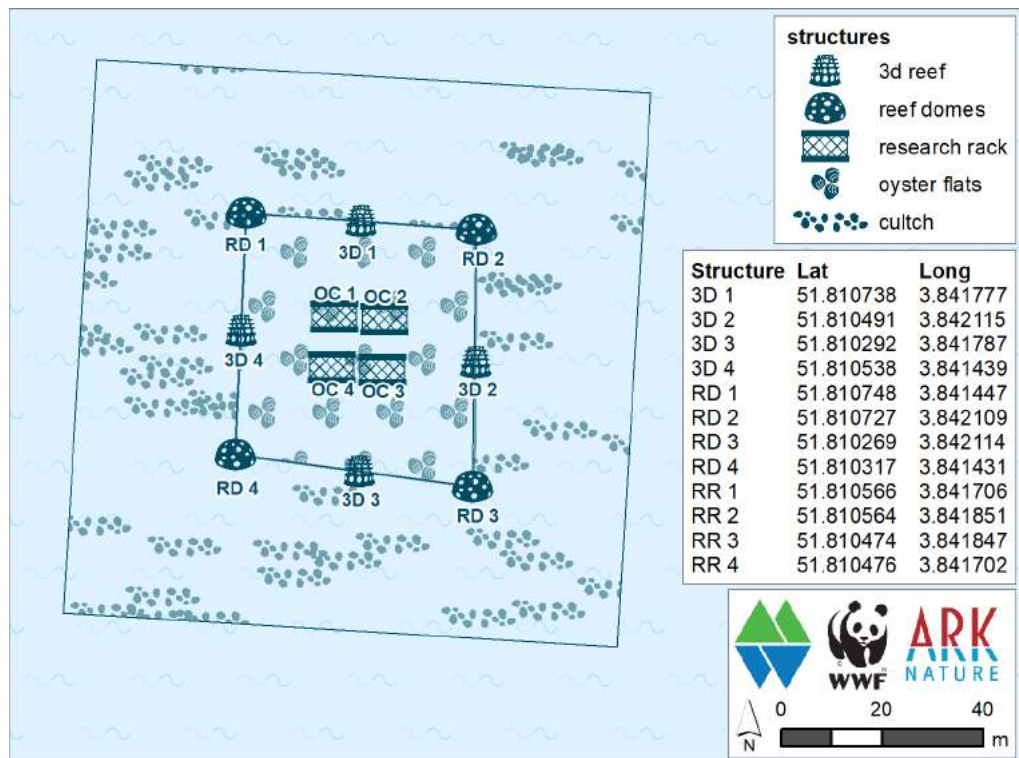 structures
3d reef
reef domes
research rack
oyster flats
cultch
RD 1
3D 1
RD 2
OC 1
OC 2
3D 4
OC 4
OC 3
3D 2
RD 4
3D 3
RD 3
Structure Lat Long
3D 1 51.810738 3.841777
3D 2 51.810491 3.842115
3D 3 51.810292 3.841787
3D 4 51.810538 3.841439
RD 1 51.810748 3.841447
RD 2 51.810727 3.842109
RD 3 51.810269 3.842114
RD 4 51.810317 3.841431
RR 1 51.810566 3.841706
RR 2 51.810564 3.841851
RR 3 51.810474 3.841847
RR 4 51.810476 3.841702
WWF
ARK
NATURE
N
0 20 40
m